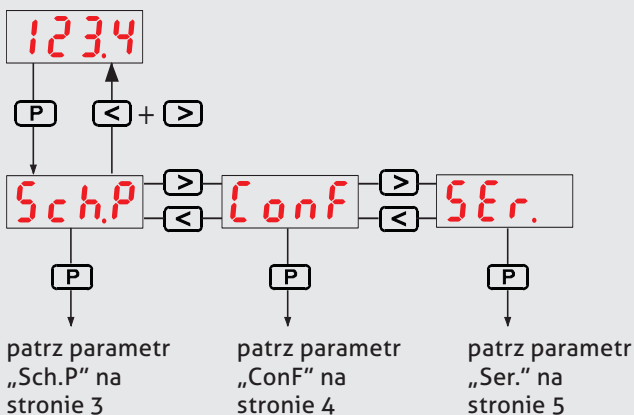 123.4
P < + >
Sch.P > ConF > SEr.
< <
P P P
patrz parametr
„Sch.P” na
stronie 3
patrz parametr
„ConF” na
stronie 4
patrz parametr
„Ser.” na
stronie 5